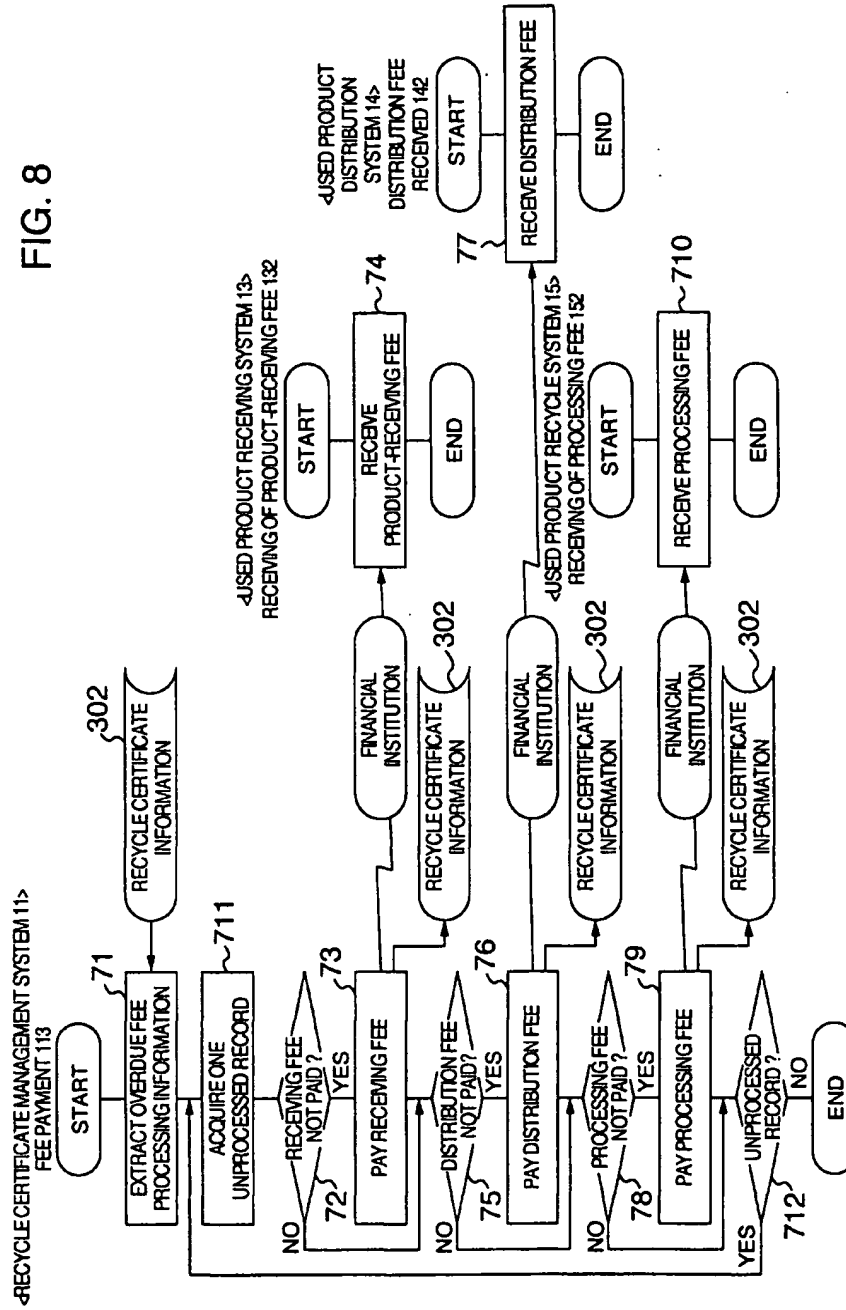 FIG. 8
<RECYCLE CERTIFICATE MANAGEMENT SYSTEM 11>
FEE PAYMENT 113
START
302
RECYCLE CERTIFICATE
INFORMATION
71
EXTRACT OVERDUE FEE
PROCESSING INFORMATION
711
ACQUIRE ONE
UNPROCESSED RECORD
RECEIVING FEE
NOT PAID ?
72
NO
YES
73
PAY RECEIVING FEE
FINANCIAL
INSTITUTION
RECYCLE CERTIFICATE
INFORMATION
302
<USED PRODUCT RECEIVING SYSTEM 13>
RECEIVING OF PRODUCT-RECEIVING FEE 132
START
74
RECEIVE
PRODUCT-RECEIVING FEE
END
DISTRIBUTION FEE
NOT PAID ?
75
NO
YES
76
PAY DISTRIBUTION FEE
FINANCIAL
INSTITUTION
RECYCLE CERTIFICATE
INFORMATION
302
<USED PRODUCT
DISTRIBUTION
SYSTEM 14>
DISTRIBUTION FEE
RECEIVED 142
START
77
RECEIVE DISTRIBUTION FEE
END
PROCESSING FEE
NOT PAID ?
78
NO
YES
79
PAY PROCESSING FEE
FINANCIAL
INSTITUTION
RECYCLE CERTIFICATE
INFORMATION
302
<USED PRODUCT RECYCLE SYSTEM 15>
RECEIVING OF PROCESSING FEE 152
START
710
RECEIVE PROCESSING FEE
END
UNPROCESSED
RECORD ?
712
YES
NO
END